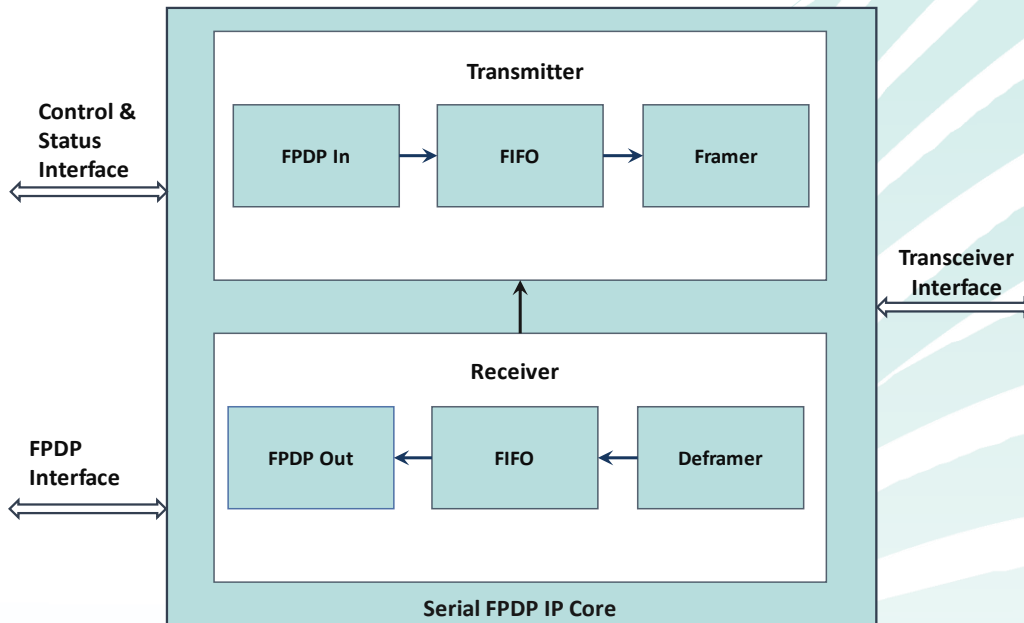 Transmitter
Control &
Status
Interface
FPDP In
FIFO
Framer
Transceiver
Interface
Receiver
FPDP
Interface
FPDP Out
FIFO
Deframer
Serial FPDP IP Core